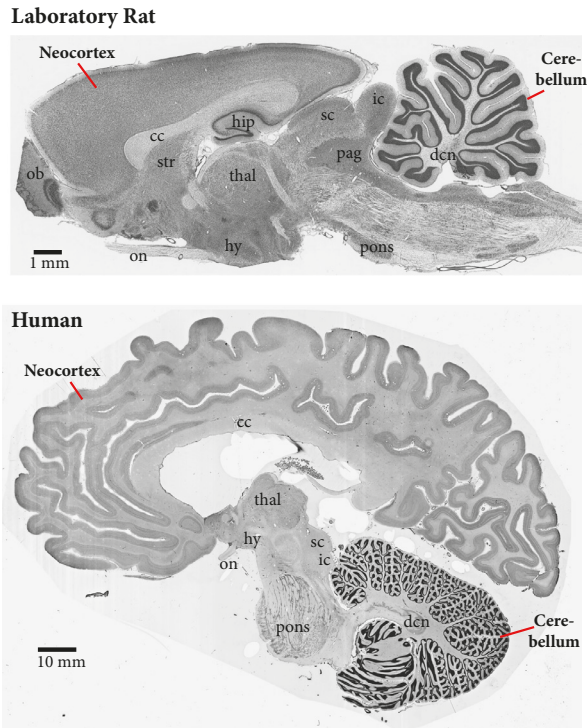 Laboratory Rat
Neocortex
Cere-
bellum
ic
sc
hip
cc
str
pag
dcn
ob
thal
hy
pons
on
1 mm
Human
Neocortex
cc
thal
hy
sc
ic
on
pons
dcn
Cere-
bellum
10 mm